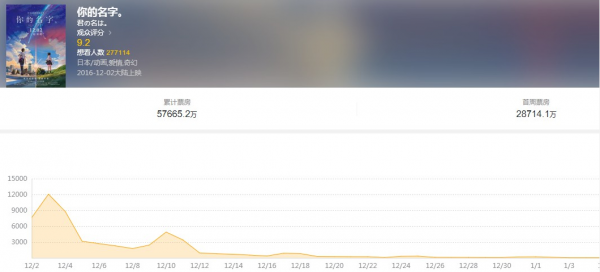 你的名字。
君の名は。
观众评分 >
9.2
想看人数 277114
日本/动画,爱情,奇幻
2016-12-02大陆上映
你的名字。
累计票房
57665.2万
首周票房
28714.1万
15000
12000
9000
6000
3000
12/2 12/4 12/6 12/8 12/10 12/12 12/14 12/16 12/18 12/20 12/22 12/24 12/26 12/28 12/30 1/1 1/3